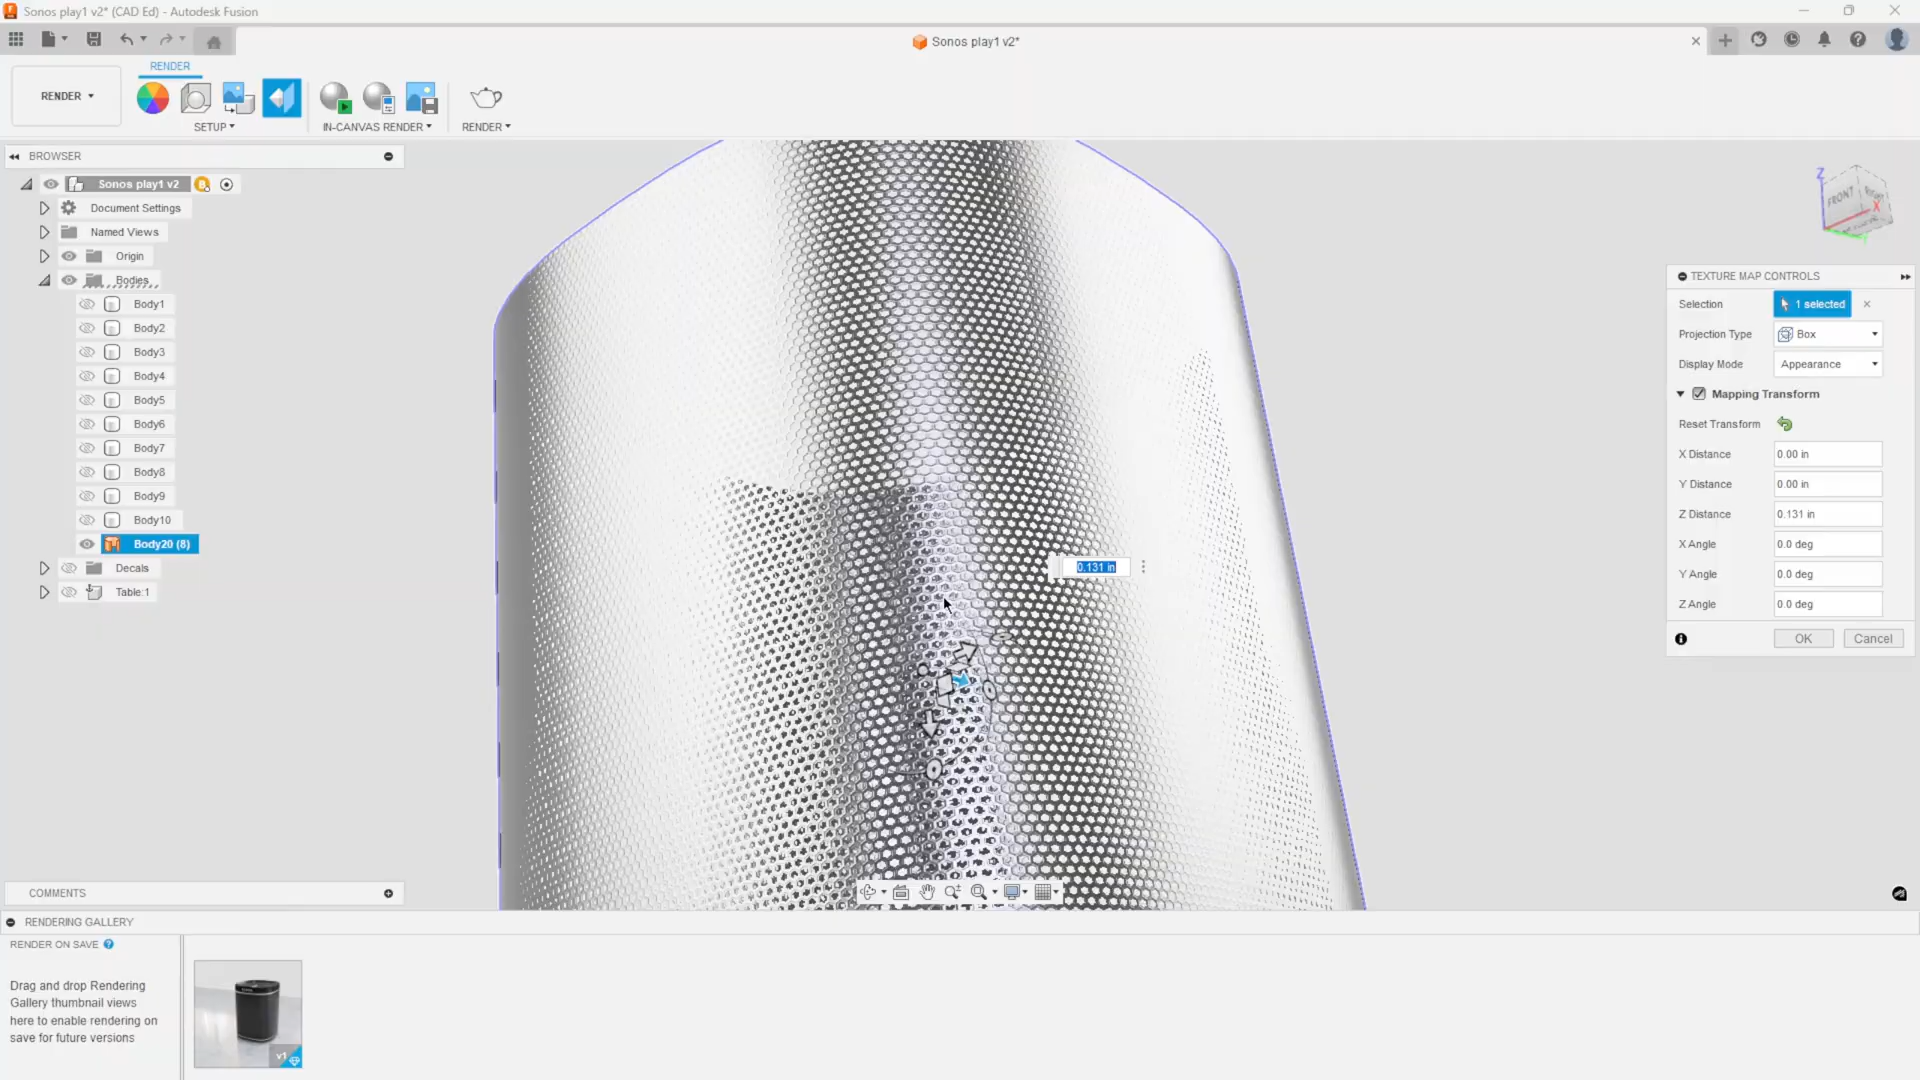 Sonos play1 v2* (CAD Ed) - Autodesk Fusion
Sonos play1 v2*
RENDER
RENDER
SETUP
IN-CANVAS RENDER
RENDER
BROWSER
Sonos play1 v2
Document Settings
Named Views
Origin
Bodies
Body1
Body2
Body3
Body4
Body5
Body6
Body7
Body8
Body9
Body10
Body20 (8)
Decals
Table:1
Z
FRONT
RIGHT
X
TEXTURE MAP CONTROLS
Selection 1 selected
Projection Type Box
Display Mode Appearance
Mapping Transform
Reset Transform
X Distance 0.00 in
Y Distance 0.00 in
Z Distance 0.131 in
X Angle 0.0 deg
Y Angle 0.0 deg
Z Angle 0.0 deg
OK Cancel
0.131 in
COMMENTS
RENDERING GALLERY
RENDER ON SAVE
Drag and drop Rendering
Gallery thumbnail views
here to enable rendering on
save for future versions
v1